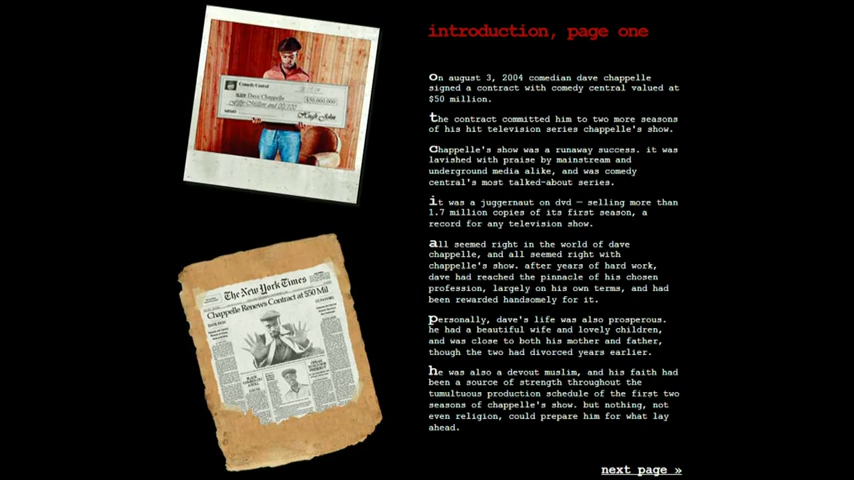 Comedy Central
Dave Chappelle
$50,000,000
Fifty Million and 00/100
The New York Times
Chappelle Renews Contract at $50 Mil
introduction, page one
on august 3, 2004 comedian dave chappelle
signed a contract with comedy central valued at
$50 million.
the contract committed him to two more seasons
of his hit television series chappelle's show.
chappelle's show was a runaway success. it was
lavished with praise by mainstream and
underground media alike, and was comedy
central's most talked-about series.
it was a juggernaut on dvd — selling more than
1.7 million copies of its first season, a
record for any television show.
all seemed right in the world of dave
chappelle, and all seemed right with
chappelle's show. after years of hard work,
dave had reached the pinnacle of his chosen
profession, largely on his own terms, and had
been rewarded handsomely for it.
personally, dave's life was also prosperous.
he had a beautiful wife and lovely children,
and was close to both his mother and father,
though the two had divorced years earlier.
he was also a devout muslim, and his faith had
been a source of strength throughout the
tumultuous production schedule of the first two
seasons of chappelle's show. but nothing, not
even religion, could prepare him for what lay
ahead.
next page »